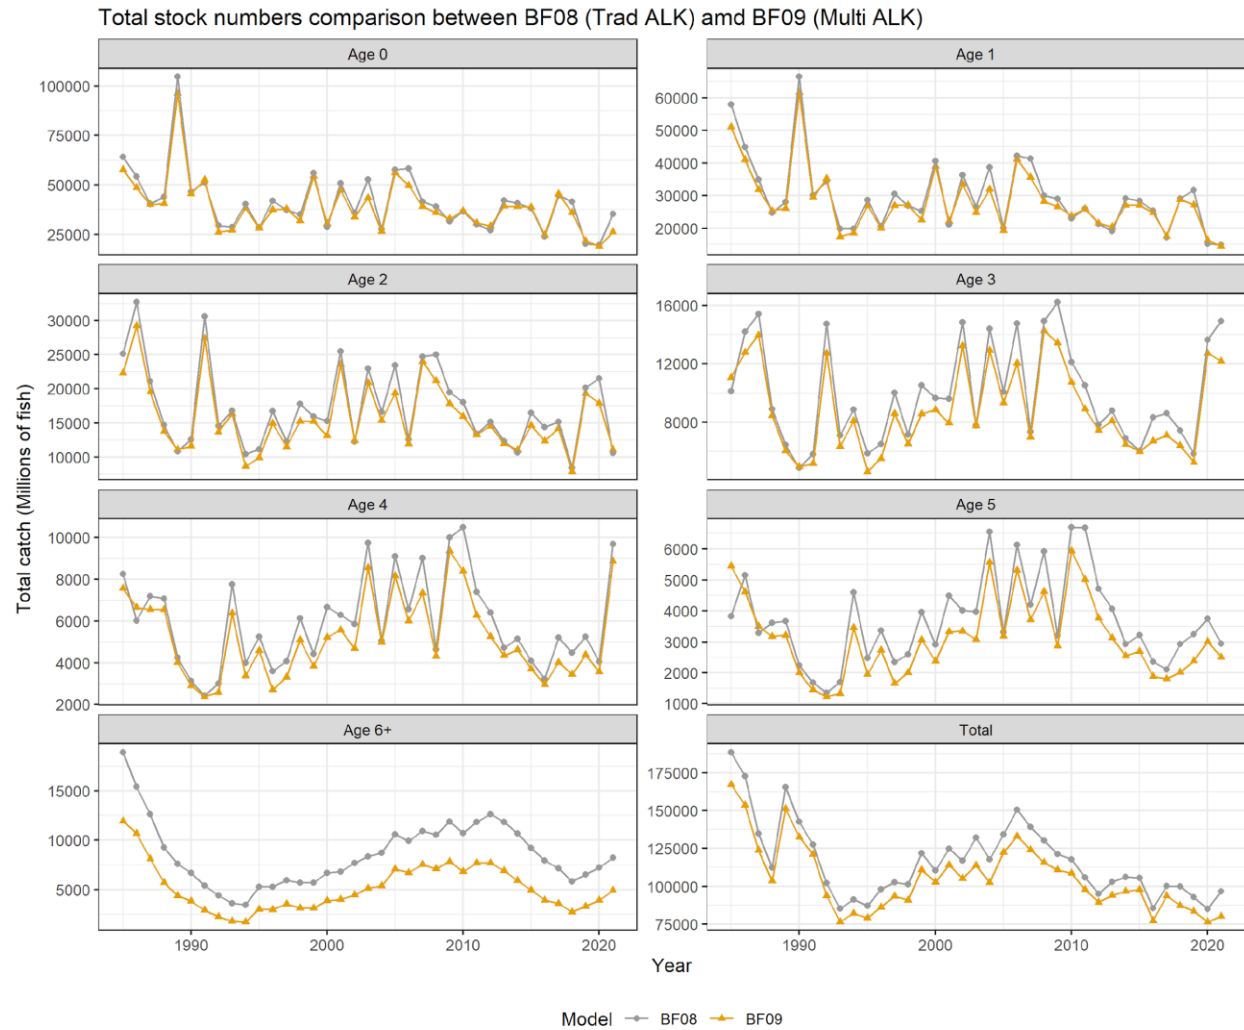 Total stock numbers comparison between BF08 (Trad ALK) amd BF09 (Multi ALK)
Age 0
Age 1
100000
75000
50000
25000
60000
50000
40000
30000
20000
Age 2
Age 3
30000
25000
20000
15000
10000
16000
12000
8000
Total catch (Millions of fish)
Age 4
Age 5
10000
8000
6000
4000
2000
6000
5000
4000
3000
2000
1000
Age 6+
Total
15000
10000
5000
175000
150000
125000
100000
75000
1990 2000 2010 2020
1990 2000 2010 2020
Year
Model BF08 BF09